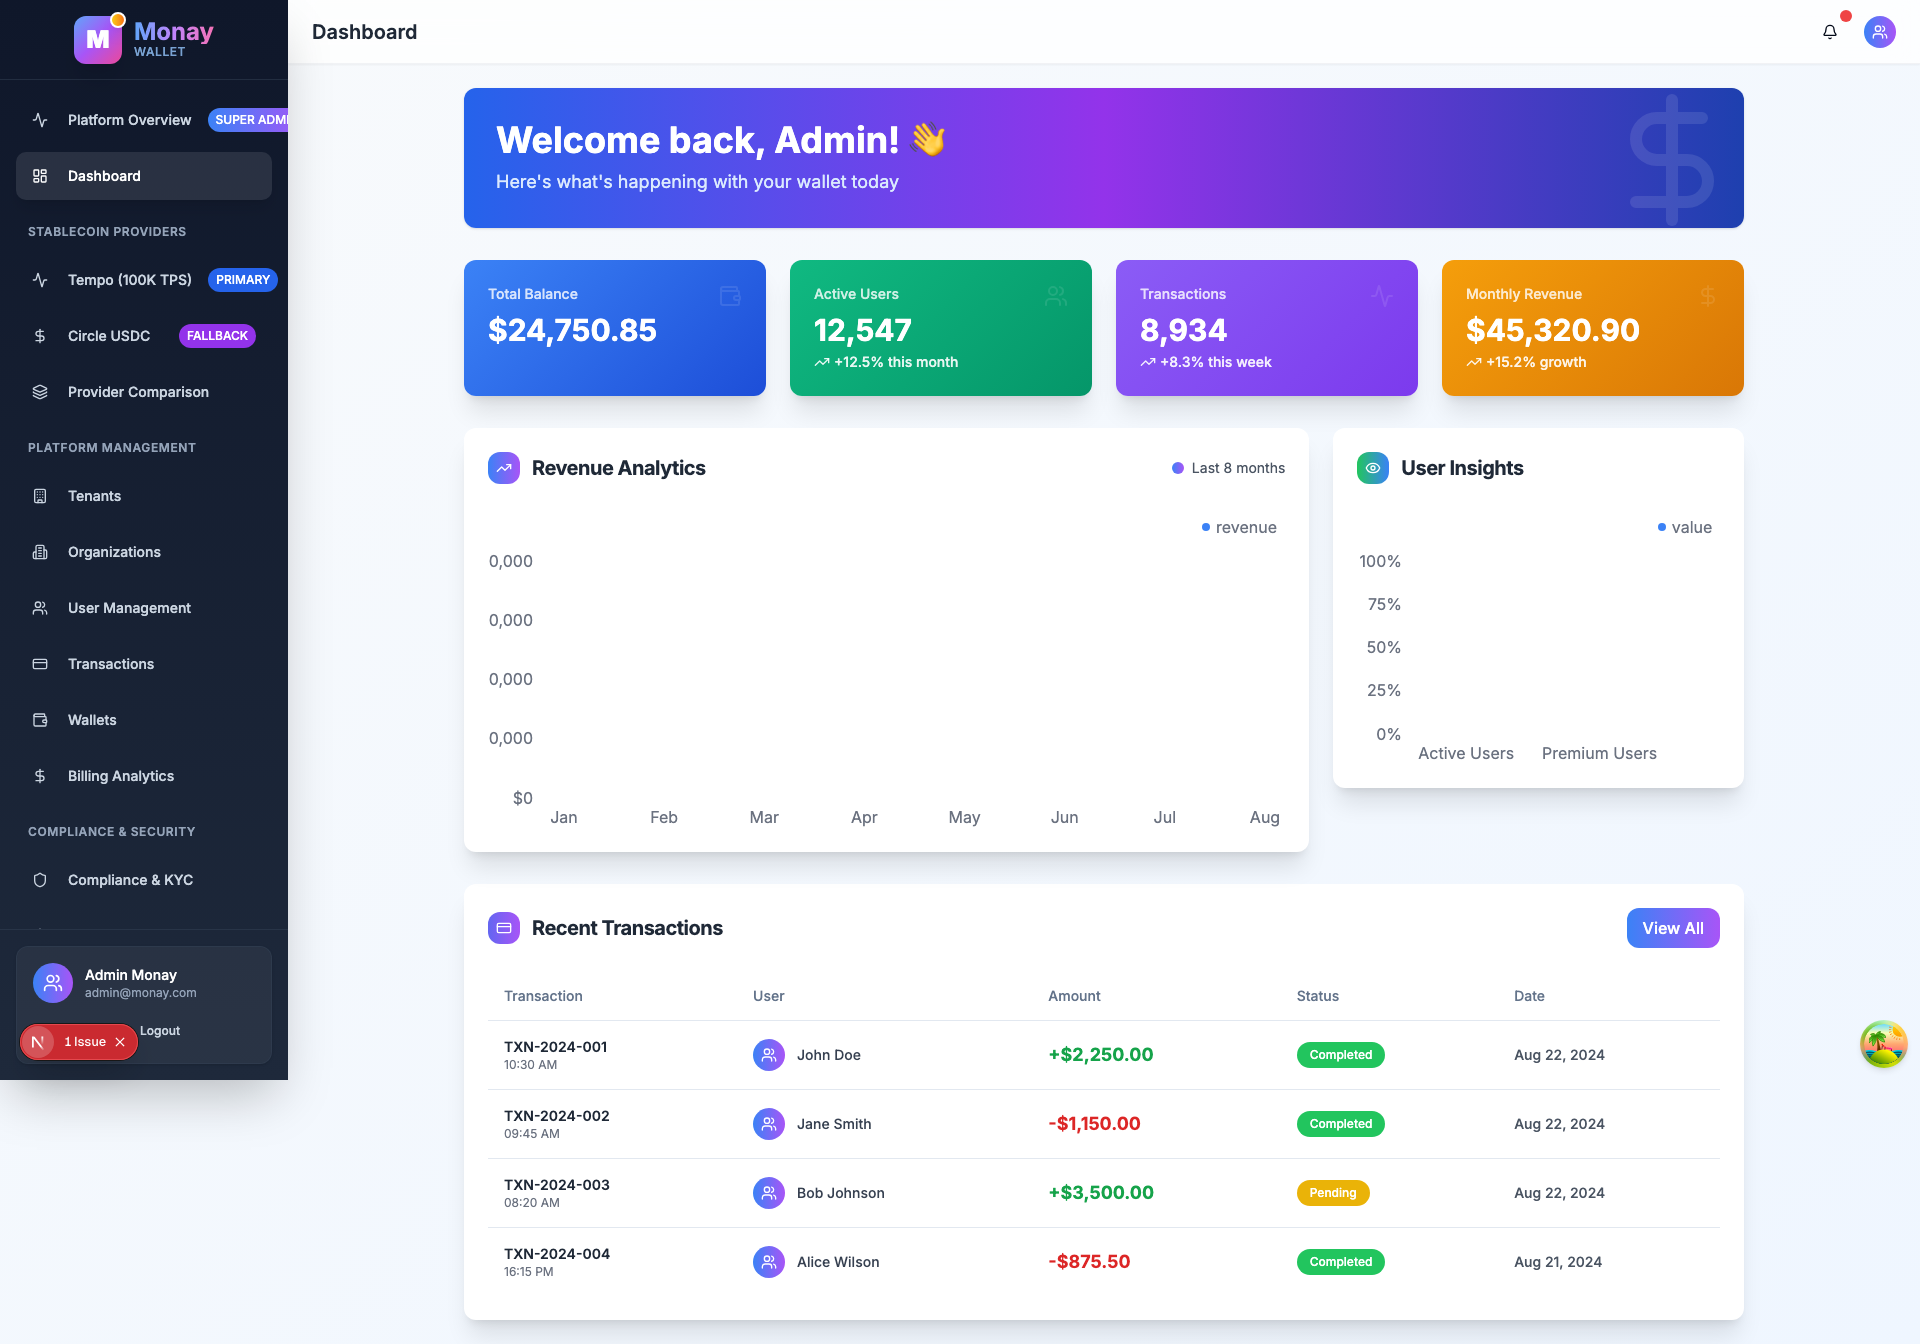 M
Monay
WALLET
Platform Overview
SUPER ADMI
Dashboard
STABLECOIN PROVIDERS
Tempo (100K TPS)
PRIMARY
Circle USDC
FALLBACK
Provider Comparison
PLATFORM MANAGEMENT
Tenants
Organizations
User Management
Transactions
Wallets
Billing Analytics
COMPLIANCE & SECURITY
Compliance & KYC
Admin Monay
admin@monay.com
Logout
N
1 Issue
Dashboard
Welcome back, Admin! 👋
Here's what's happening with your wallet today
Total Balance
$24,750.85
Active Users
12,547
+12.5% this month
Transactions
8,934
+8.3% this week
Monthly Revenue
$45,320.90
+15.2% growth
Revenue Analytics
Last 8 months
revenue
0,000
0,000
0,000
0,000
$0
Jan Feb Mar Apr May Jun Jul Aug
User Insights
value
100%
75%
50%
25%
0%
Active Users Premium Users
Recent Transactions
View All
Transaction User Amount Status Date
TXN-2024-001
10:30 AM
John Doe
+$2,250.00
Completed
Aug 22, 2024
TXN-2024-002
09:45 AM
Jane Smith
-$1,150.00
Completed
Aug 22, 2024
TXN-2024-003
08:20 AM
Bob Johnson
+$3,500.00
Pending
Aug 22, 2024
TXN-2024-004
16:15 PM
Alice Wilson
-$875.50
Completed
Aug 21, 2024